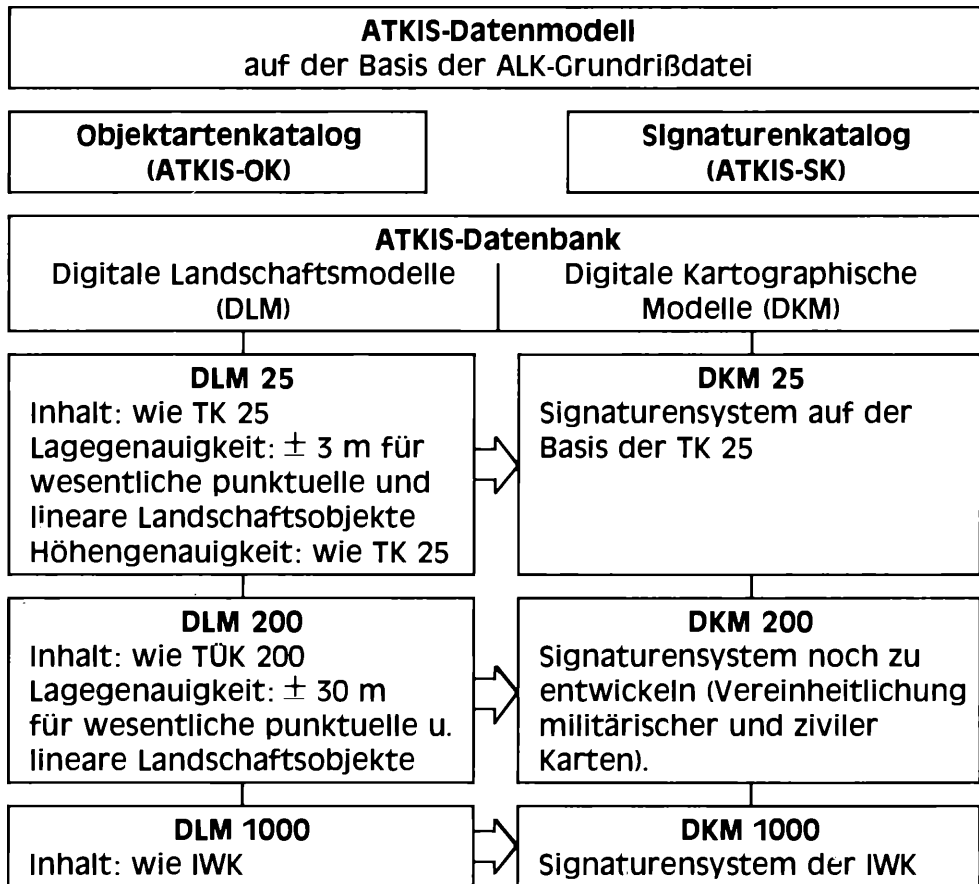 ATKIS-Datenmodell
auf der Basis der ALK-Grundrißdatei
Objektartenkatalog
(ATKIS-OK)
Signaturenkatalog
(ATKIS-SK)
ATKIS-Datenbank
Digitale Landschaftsmodelle
(DLM)
Digitale Kartographische
Modelle (DKM)
DLM 25
Inhalt: wie TK 25
Lagegenauigkeit: ± 3 m für
wesentliche punktuelle und
lineare Landschaftsobjekte
Höhengenauigkeit: wie TK 25
DKM 25
Signaturensystem auf der
Basis der TK 25
DLM 200
Inhalt: wie TÜK 200
Lagegenauigkeit: ± 30 m
für wesentliche punktuelle u.
lineare Landschaftsobjekte
DKM 200
Signaturensystem noch zu
entwickeln (Vereinheitlichung
militärischer und ziviler
Karten).
DLM 1000
Inhalt: wie IWK
DKM 1000
Signaturensystem der IWK